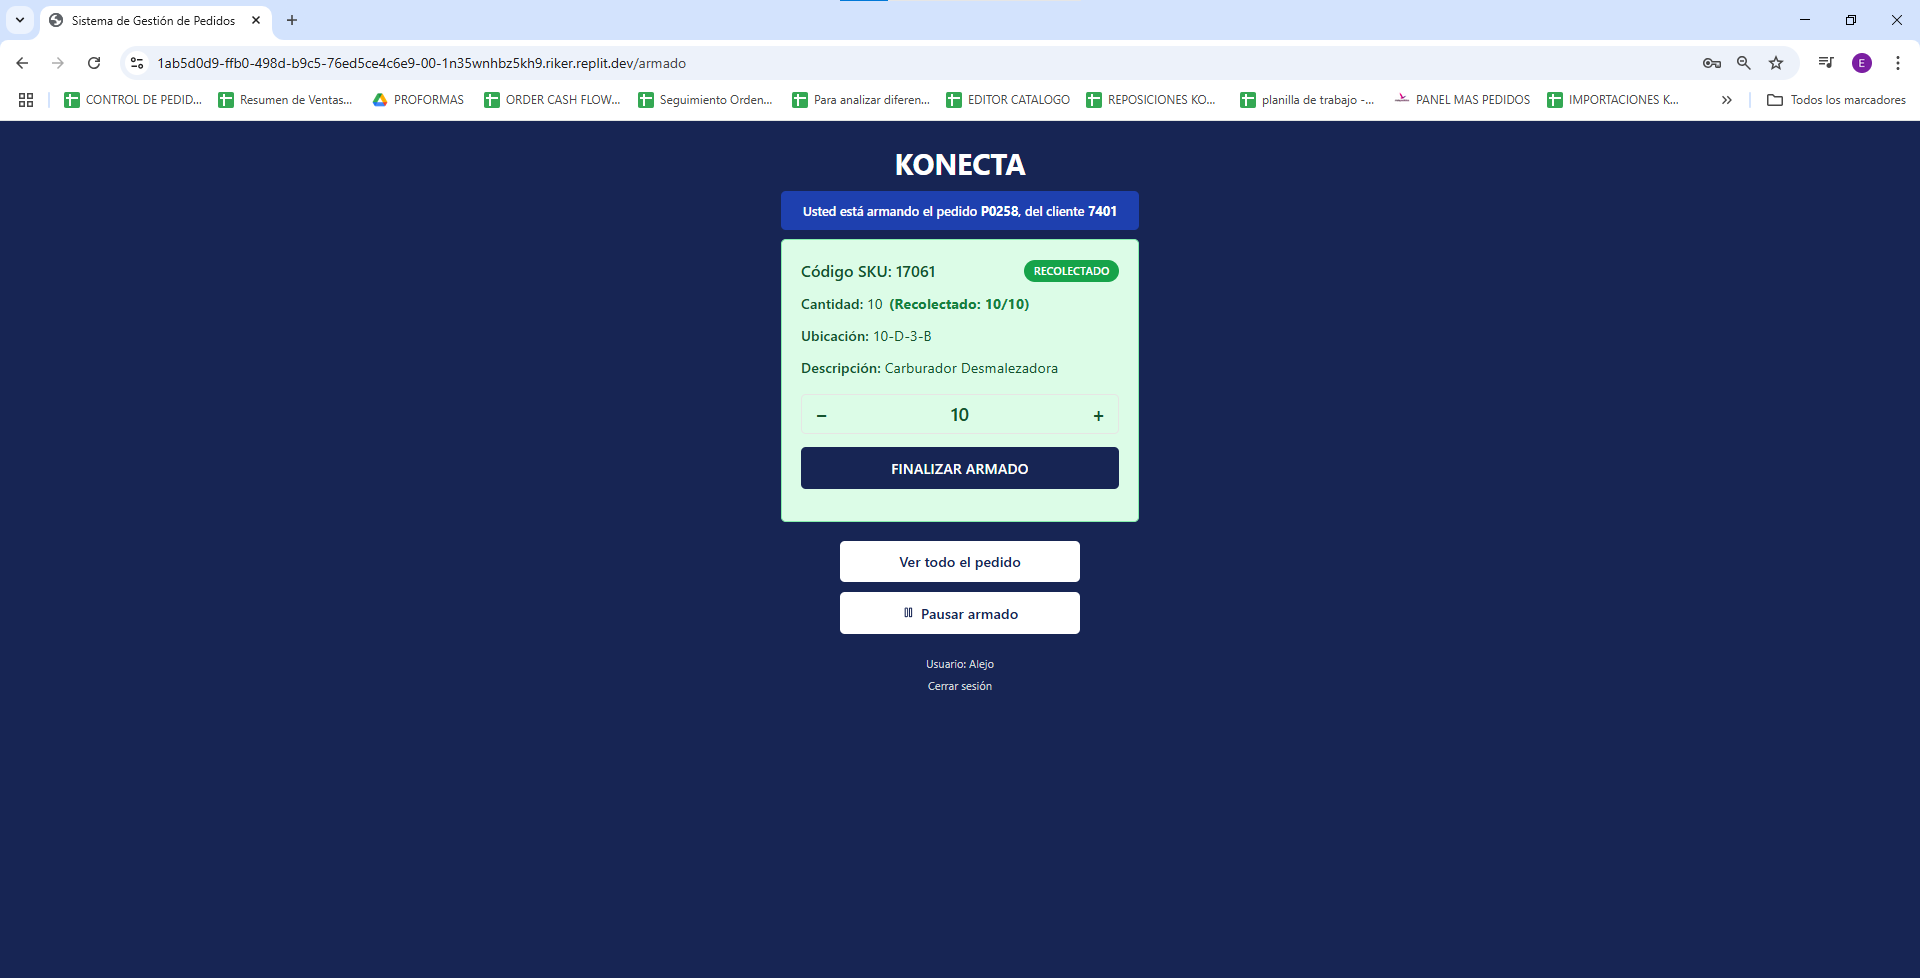 Sistema de Gestión de Pedidos
1ab5d0d9-ffb0-498d-b9c5-76ed5ce4c6e9-00-1n35wnhbz5kh9.riker.replit.dev/armado
E
CONTROL DE PEDID...
Resumen de Ventas...
PROFORMAS
ORDER CASH FLOW...
Seguimiento Orden...
Para analizar diferen...
EDITOR CATALOGO
REPOSICIONES KO...
planilla de trabajo -...
PANEL MAS PEDIDOS
IMPORTACIONES K...
Todos los marcadores
KONECTA
Usted está armando el pedido P0258, del cliente 7401
Código SKU: 17061
RECOLECTADO
Cantidad: 10 (Recolectado: 10/10)
Ubicación: 10-D-3-B
Descripción: Carburador Desmalezadora
− 10 +
FINALIZAR ARMADO
Ver todo el pedido
Pausar armado
Usuario: Alejo
Cerrar sesión